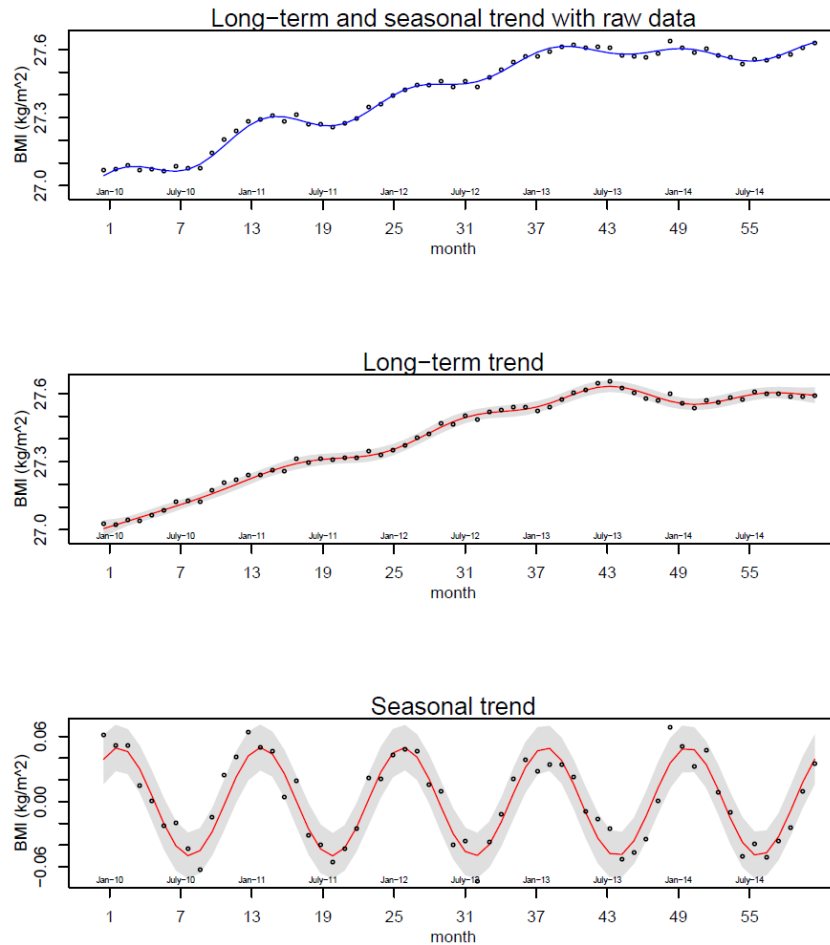 Long−term and seasonal trend with raw data
BMI (kg/m^2)
27.6
27.3
27.0
Jan−10 July−10 Jan−11 July−11 Jan−12 July−12 Jan−13 July−13 Jan−14 July−14
1 7 13 19 25 31 37 43 49 55
month
Long−term trend
BMI (kg/m^2)
27.6
27.3
27.0
Jan−10 July−10 Jan−11 July−11 Jan−12 July−12 Jan−13 July−13 Jan−14 July−14
1 7 13 19 25 31 37 43 49 55
month
Seasonal trend
BMI (kg/m^2)
0.06
0.00
−0.06
Jan−10 July−10 Jan−11 July−11 Jan−12 July−12 Jan−13 July−13 Jan−14 July−14
1 7 13 19 25 31 37 43 49 55
month